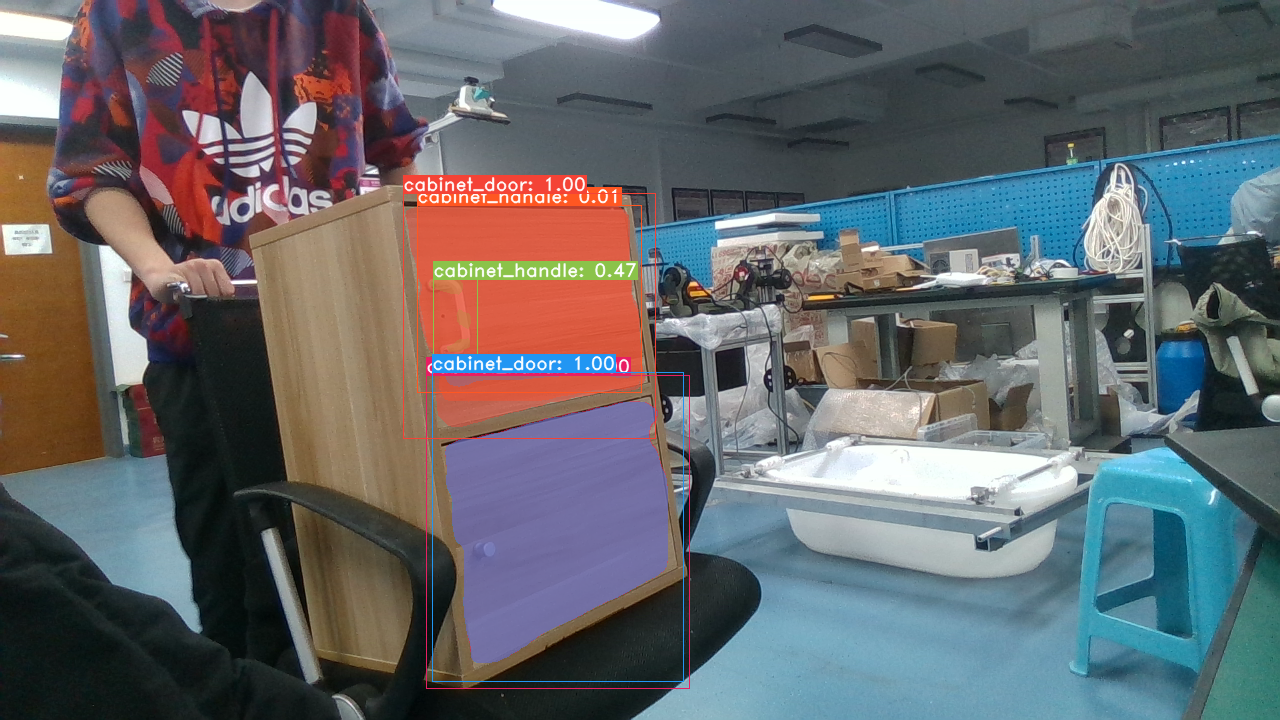 adidas
cabinet_door: 1.00
cabinet_handle: 0.01
cabinet_handle: 0.47
cabinet_door: 1.00